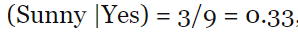 (Sunny |Yes) = 3/9 = 0.33,